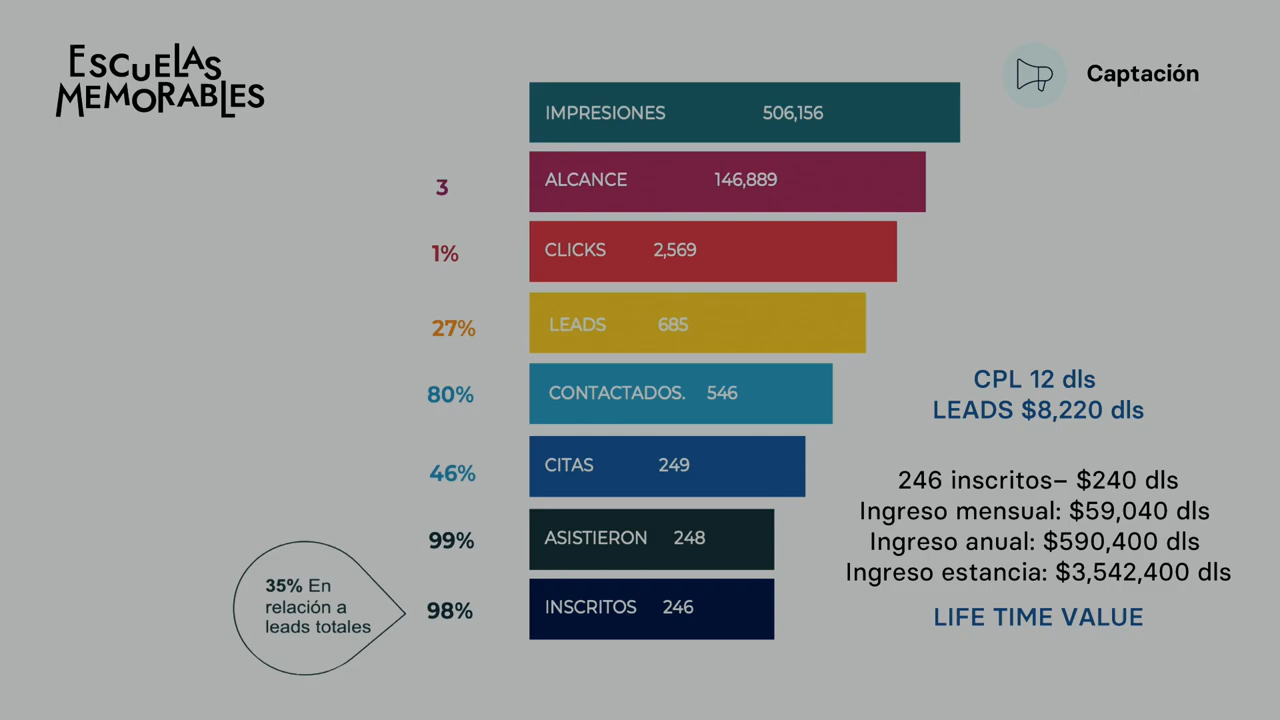 ESCUELAS
MEMORABLES
Captación
IMPRESIONES 506,156
3 ALCANCE 146,889
1% CLICKS 2,569
27% LEADS 685
80% CONTACTADOS. 546
46% CITAS 249
99% ASISTIERON 248
98% INSCRITOS 246
35% En
relación a
leads totales
CPL 12 dls
LEADS $8,220 dls
246 inscritos– $240 dls
Ingreso mensual: $59,040 dls
Ingreso anual: $590,400 dls
Ingreso estancia: $3,542,400 dls
LIFE TIME VALUE